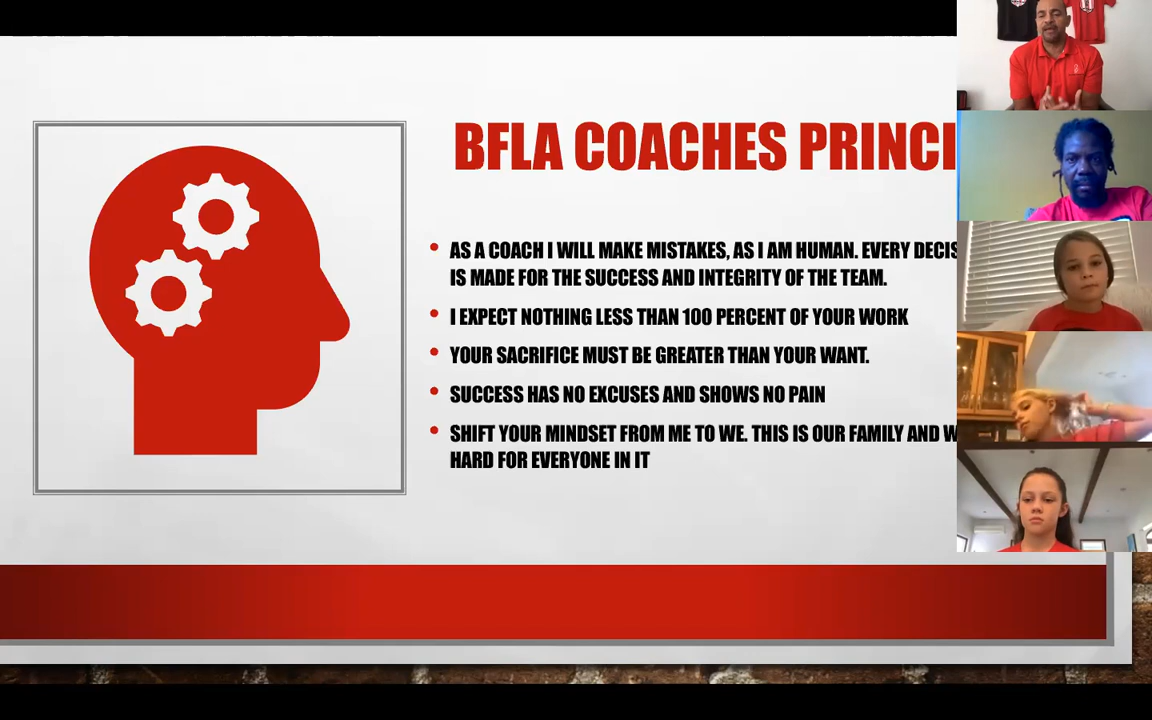 BFLA COACHES PRINCI
AS A COACH I WILL MAKE MISTAKES, AS I AM HUMAN. EVERY DECIS
IS MADE FOR THE SUCCESS AND INTEGRITY OF THE TEAM.
I EXPECT NOTHING LESS THAN 100 PERCENT OF YOUR WORK
YOUR SACRIFICE MUST BE GREATER THAN YOUR WANT.
SUCCESS HAS NO EXCUSES AND SHOWS NO PAIN
SHIFT YOUR MINDSET FROM ME TO WE. THIS IS OUR FAMILY AND W
HARD FOR EVERYONE IN IT